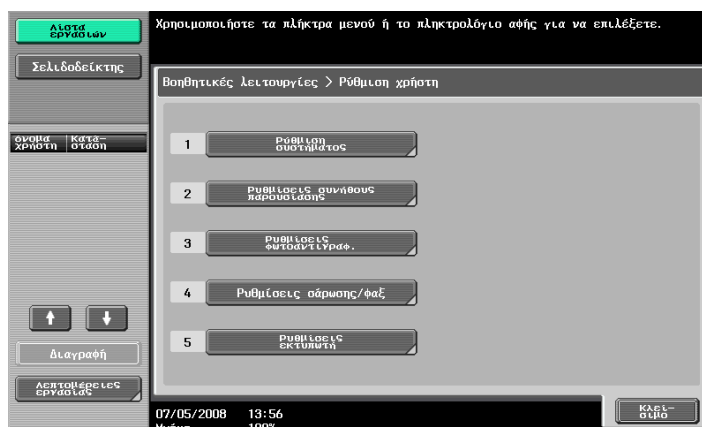 Λίστα
εργασιών
Χρησιμοποιήστε τα πλήκτρα μενού ή το πληκτρολόγιο αφής για να επιλέξετε.
Σελιδοδείκτης
Βοηθητικές λειτουργίες > Ρύθμιση χρήστη
όνομα χρήστη
Κατά-
σταση
1 Ρύθμιση
συστήματος
2 Ρυθμίσεις συνήθους
παρουσίασης
3 Ρυθμίσεις
φωτοαντιγραφ.
4 Ρυθμίσεις σάρωσης/φαξ
5 Ρυθμίσεις
εκτυπωτή
Διαγραφή
Λεπτομέρειες
εργασίας
07/05/2008 13:56
Μνήμη 100%
Κλεί-
σιμο